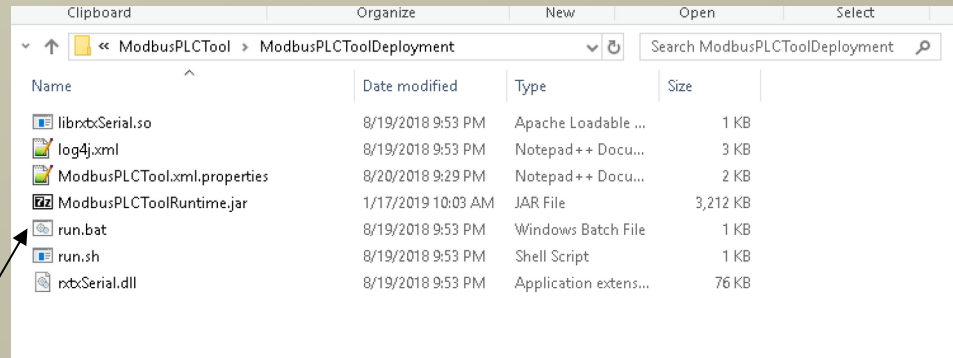 Clipboard Organize New Open Select
« ModbusPLCTool > ModbusPLCToolDeployment Search ModbusPLCToolDeployment
Name Date modified Type Size
librxtxSerial.so 8/19/2018 9:53 PM Apache Loadable ... 1 KB
log4j.xml 8/19/2018 9:53 PM Notepad++ Docu... 3 KB
ModbusPLCTool.xml.properties 8/20/2018 9:29 PM Notepad++ Docu... 2 KB
ModbusPLCToolRuntime.jar 1/17/2019 10:03 AM JAR File 3,212 KB
run.bat 8/19/2018 9:53 PM Windows Batch File 1 KB
run.sh 8/19/2018 9:53 PM Shell Script 1 KB
rxtxSerial.dll 8/19/2018 9:53 PM Application extens... 76 KB